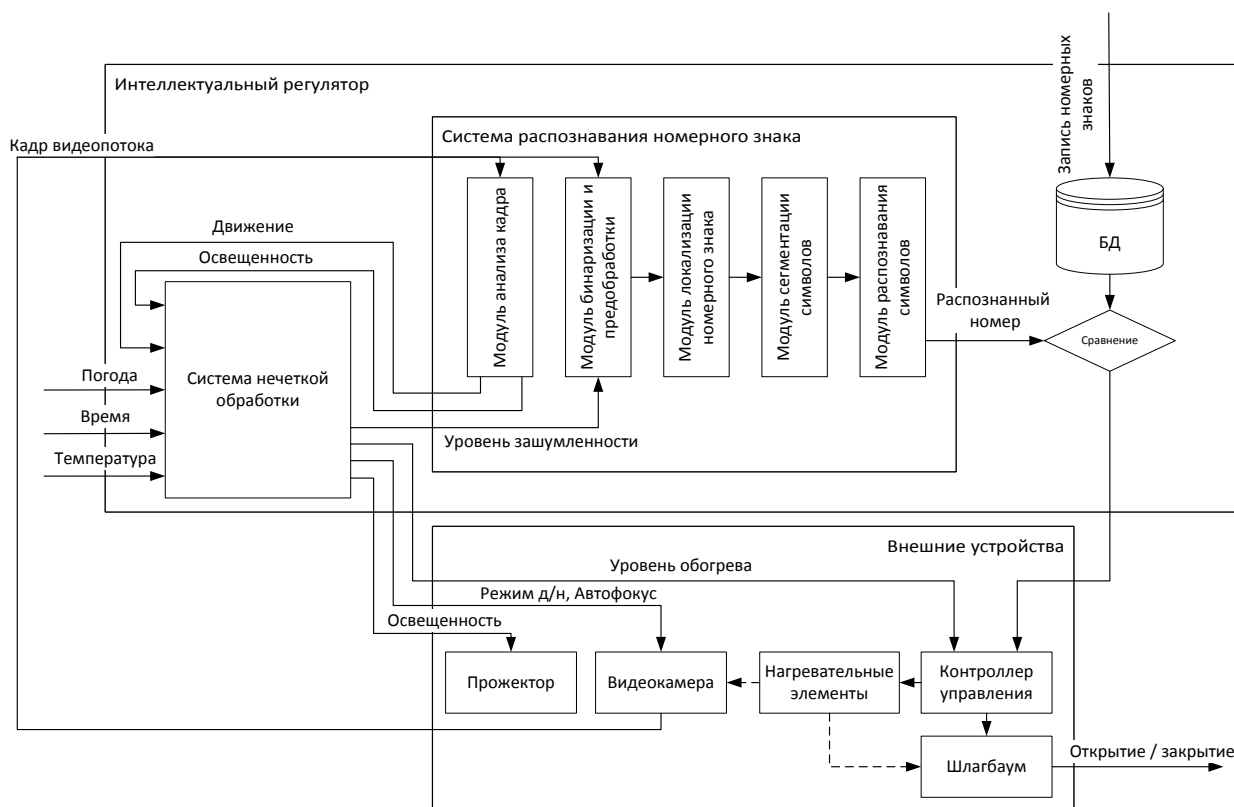 Интеллектуальный регулятор
Запись номерных
знаков
Система распознавания номерного знака
Кадр видеопотока
Модуль анализа кадра
Модуль бинаризации и
предобработки
Модуль локализации
номерного знака
Модуль сегментации
символов
Модуль распознавания
символов
БД
Движение
Освещенность
Распознанный
номер
Сравнение
Погода
Время
Температура
Система нечеткой
обработки
Уровень зашумленности
Внешние устройства
Уровень обогрева
Режим д/н, Автофокус
Освещенность
Прожектор
Видеокамера
Нагревательные
элементы
Контроллер
управления
Шлагбаум
Открытие / закрытие